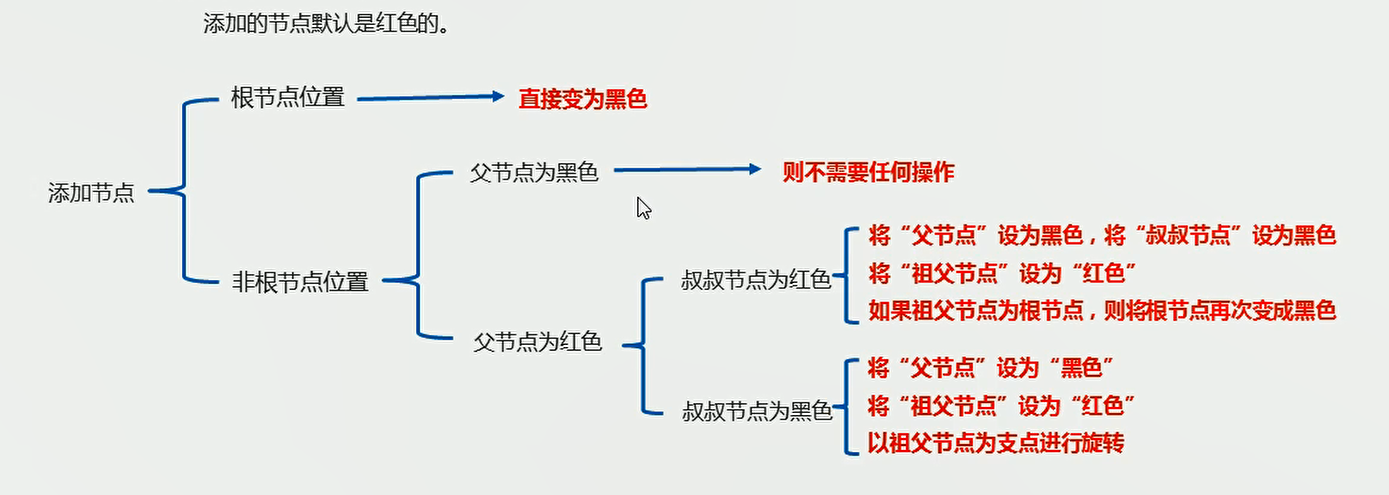 添加的节点默认是红色的。
根节点位置
直接变为黑色
添加节点
父节点为黑色
则不需要任何操作
非根节点位置
父节点为红色
叔叔节点为红色
将“父节点”设为黑色，将“叔叔节点”设为黑色
将“祖父节点”设为“红色”
如果祖父节点为根节点，则将根节点再次变成黑色
叔叔节点为黑色
将“父节点”设为“黑色”
将“祖父节点”设为“红色”
以祖父节点为支点进行旋转